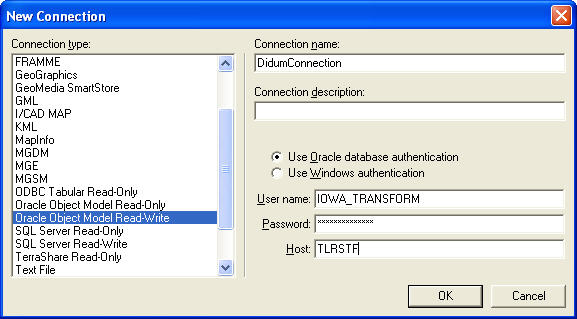 New Connection
Connection type:
FRAMME
GeoGraphics
GeoMedia SmartStore
GML
I/CAD MAP
KML
MapInfo
MGDM
MGE
MGSM
ODBC Tabular Read-Only
Oracle Object Model Read-Only
Oracle Object Model Read-Write
SQL Server Read-Only
SQL Server Read-Write
TerraShare Read-Only
Text File
Connection name:
DidumConnection
Connection description:
Use Oracle database authentication
Use Windows authentication
User name: IOWA_TRANSFORM
Password: **************
Host: TLRSTF
OK Cancel